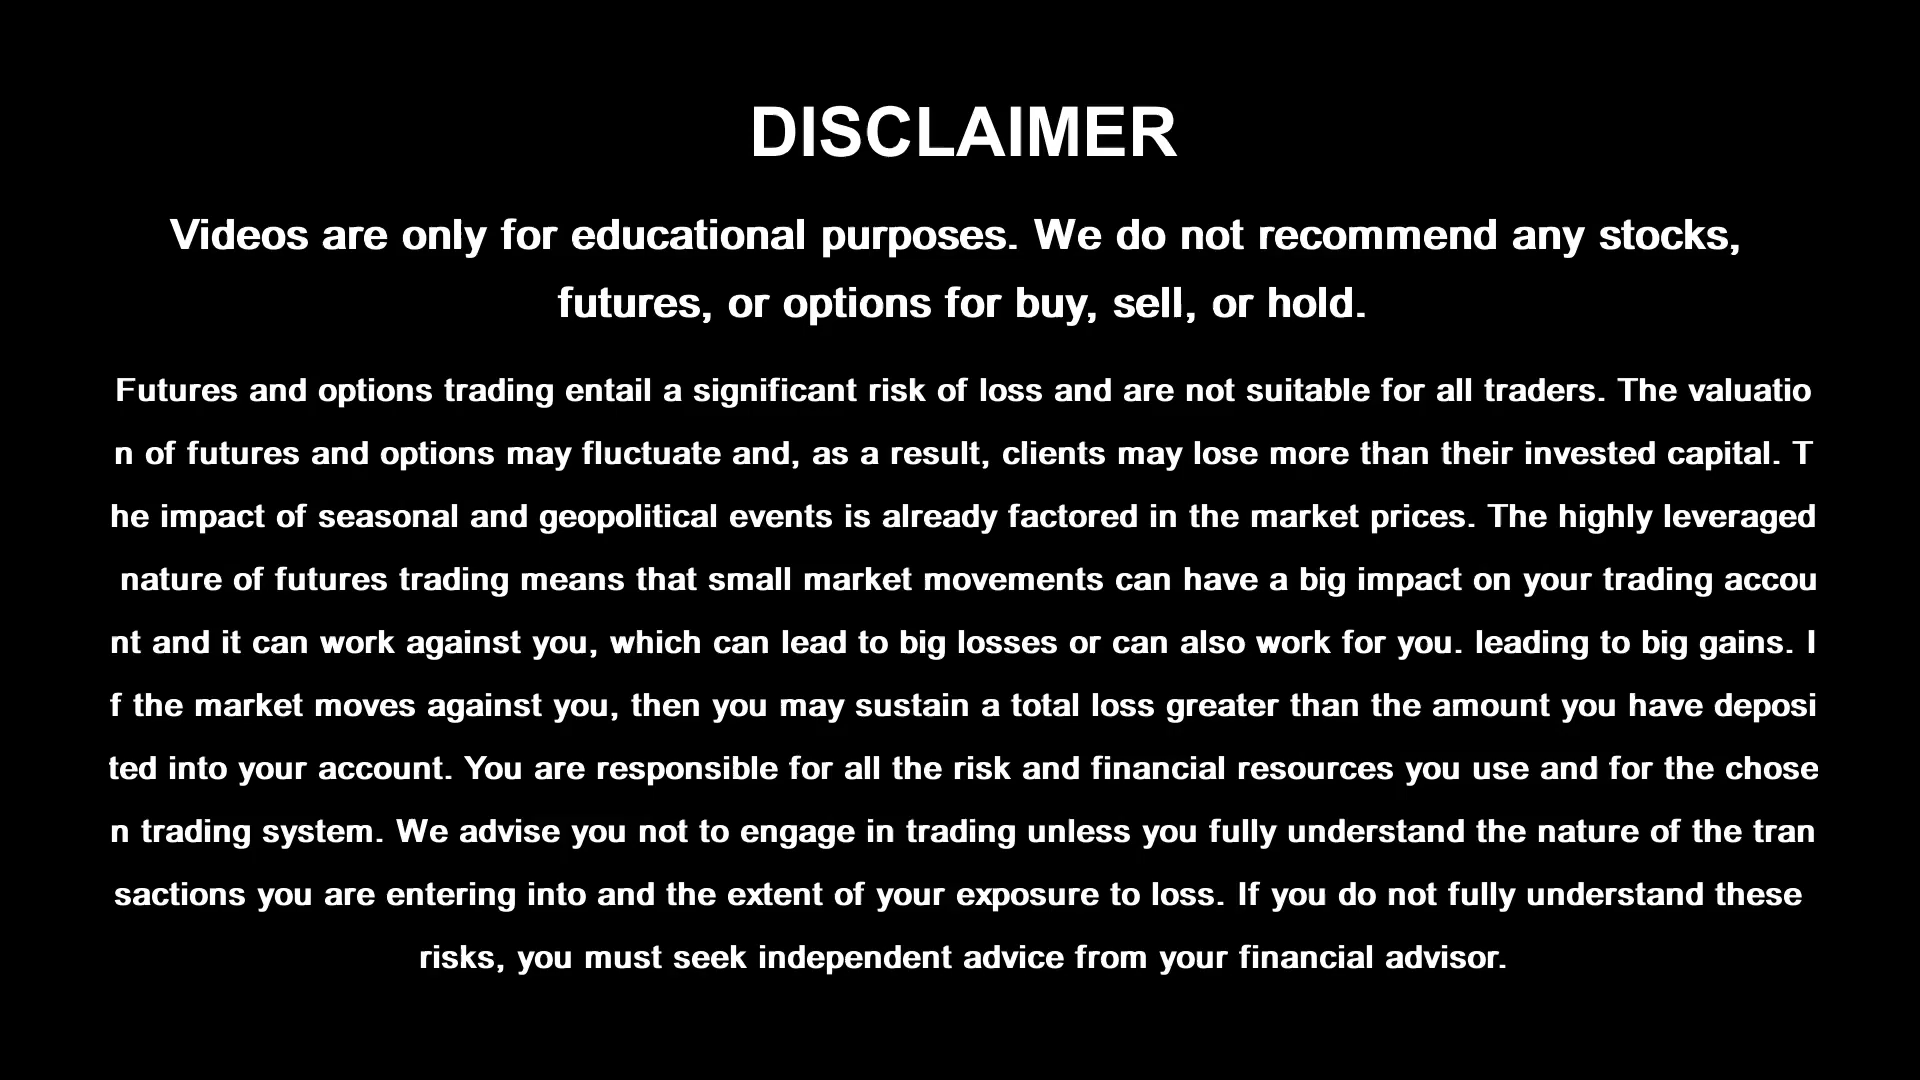 DISCLAIMER
Videos are only for educational purposes. We do not recommend any stocks,
futures, or options for buy, sell, or hold.
Futures and options trading entail a significant risk of loss and are not suitable for all traders. The valuatio
n of futures and options may fluctuate and, as a result, clients may lose more than their invested capital. T
he impact of seasonal and geopolitical events is already factored in the market prices. The highly leveraged
nature of futures trading means that small market movements can have a big impact on your trading accou
nt and it can work against you, which can lead to big losses or can also work for you. leading to big gains. I
f the market moves against you, then you may sustain a total loss greater than the amount you have deposi
ted into your account. You are responsible for all the risk and financial resources you use and for the chose
n trading system. We advise you not to engage in trading unless you fully understand the nature of the tran
sactions you are entering into and the extent of your exposure to loss. If you do not fully understand these
risks, you must seek independent advice from your financial advisor.